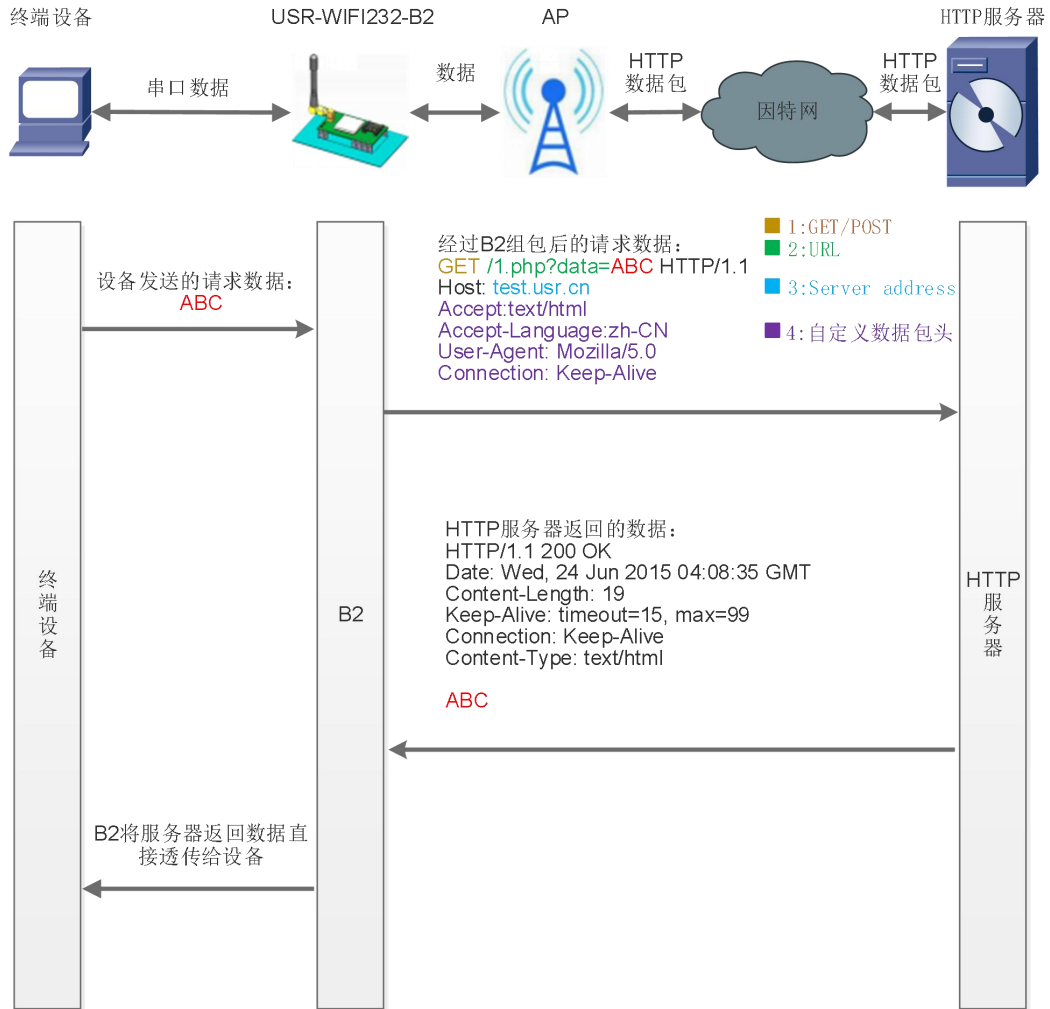 终端设备
USR-WIFI232-B2
AP
HTTP服务器
串口数据
数据
HTTP
数据包
因特网
HTTP
数据包
设备发送的请求数据：
ABC
经过B2组包后的请求数据：
GET /1.php?data=ABC HTTP/1.1
Host: test.usr.cn
Accept:text/html
Accept-Language:zh-CN
User-Agent: Mozilla/5.0
Connection: Keep-Alive
1:GET/POST
2:URL
3:Server address
4:自定义数据包头
HTTP服务器返回的数据：
HTTP/1.1 200 OK
Date: Wed, 24 Jun 2015 04:08:35 GMT
Content-Length: 19
Keep-Alive: timeout=15, max=99
Connection: Keep-Alive
Content-Type: text/html
ABC
终端设备
B2
HTTP
服务器
B2将服务器返回数据直
接透传给设备